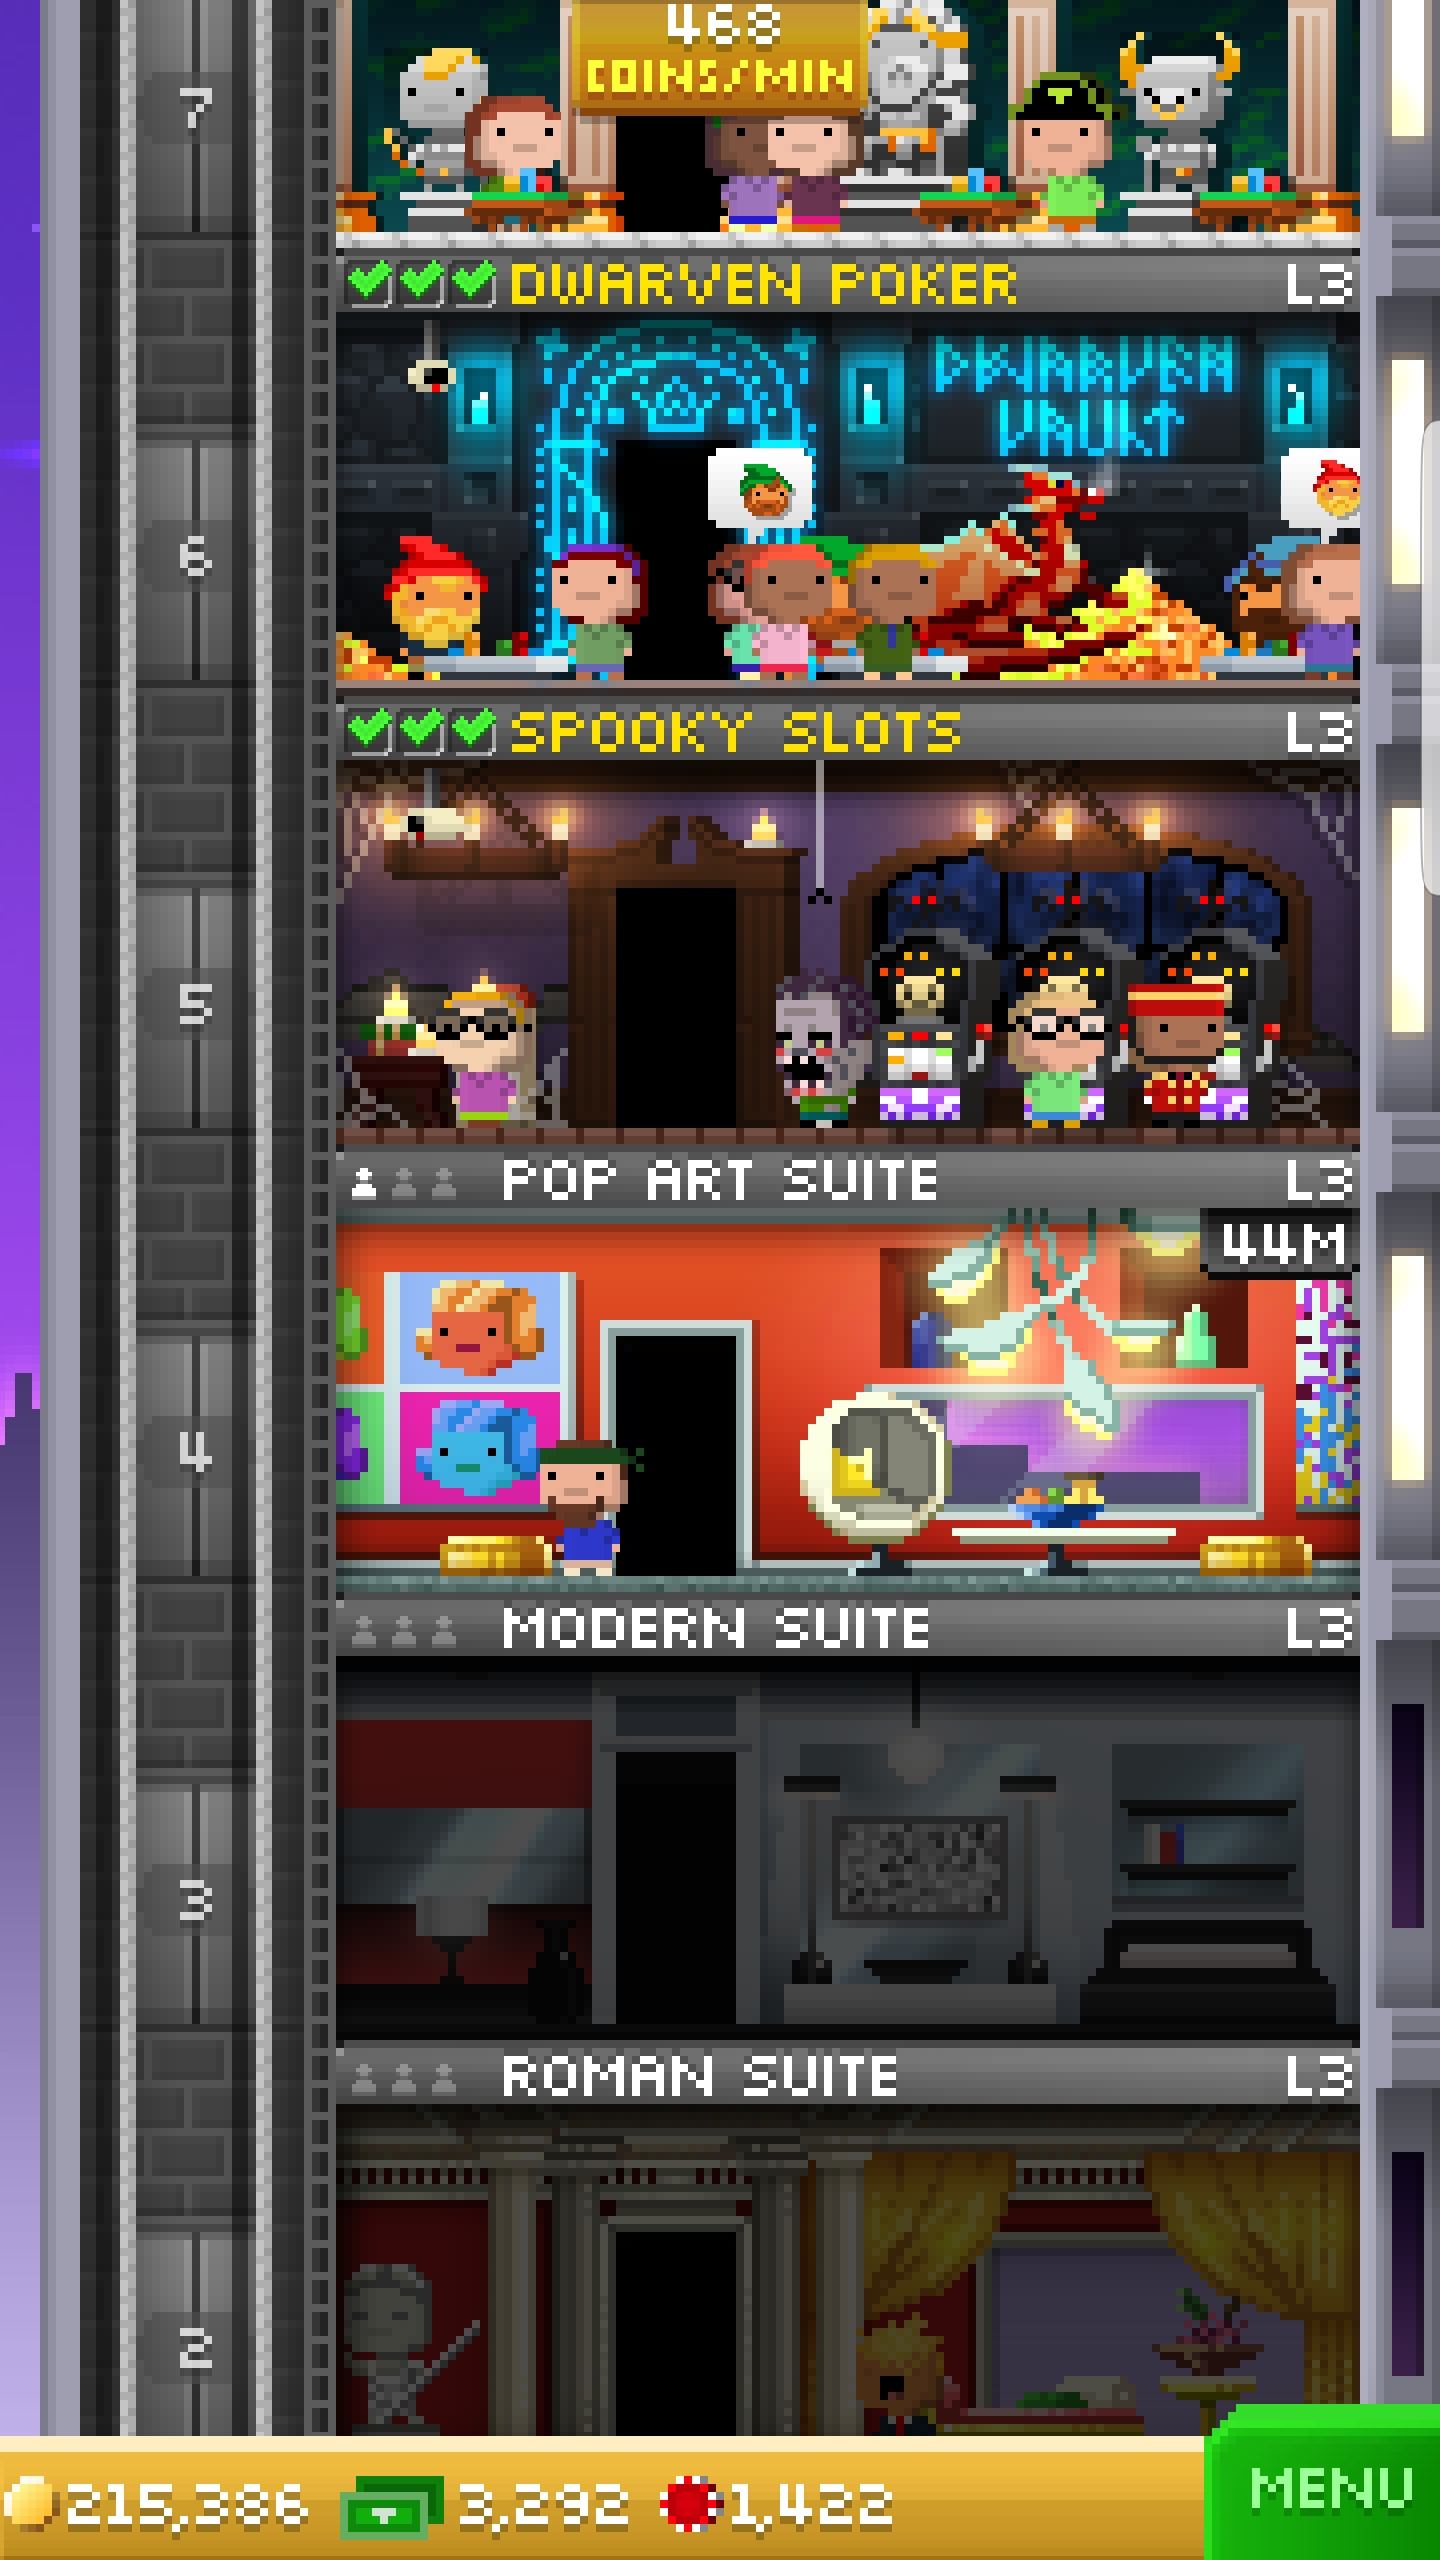 468
COINS/MIN
7
DWARVEN POKER L3
DWARVEN
VAULT
6
SPOOKY SLOTS L3
5
POP ART SUITE L3
44M
4
MODERN SUITE L3
3
ROMAN SUITE L3
2
215,386 3,292 1,422 MENU